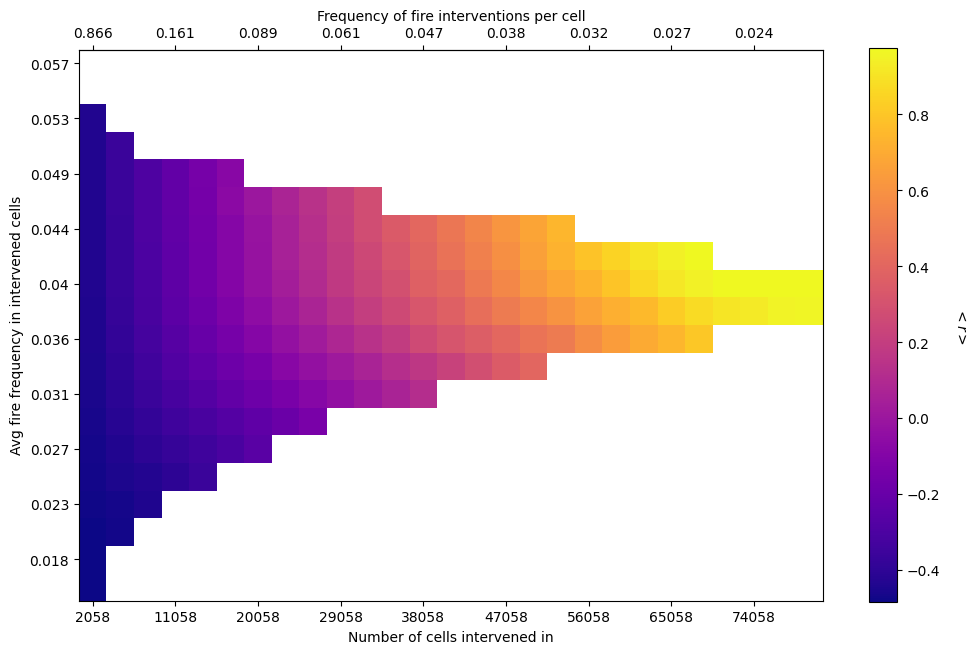 Frequency of fire interventions per cell
0.866 0.161 0.089 0.061 0.047 0.038 0.032 0.027 0.024
Avg fire frequency in intervened cells
0.057
0.053
0.049
0.044
0.04
0.036
0.031
0.027
0.023
0.018
2058 11058 20058 29058 38058 47058 56058 65058 74058
Number of cells intervened in
0.8
0.6
0.4
0.2
0.0
−0.2
−0.4
< r >